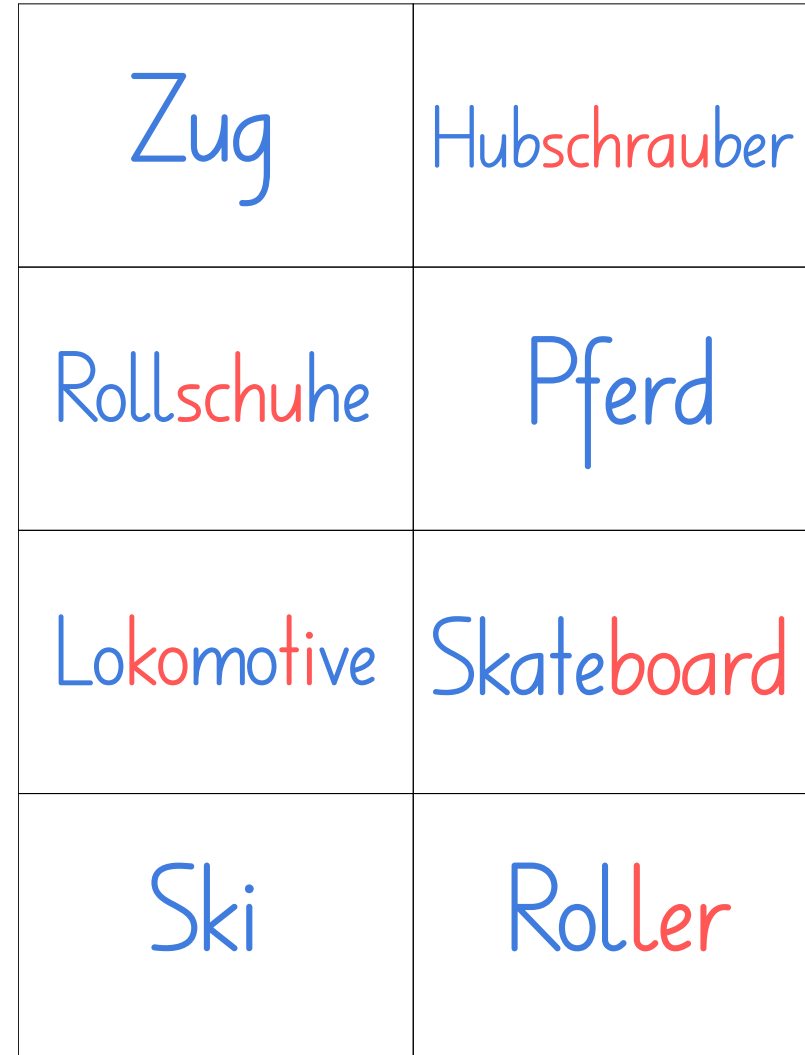 Zug
Hubschrauber
Rollschuhe
Pferd
Lokomotive
Skateboard
Ski
Roller